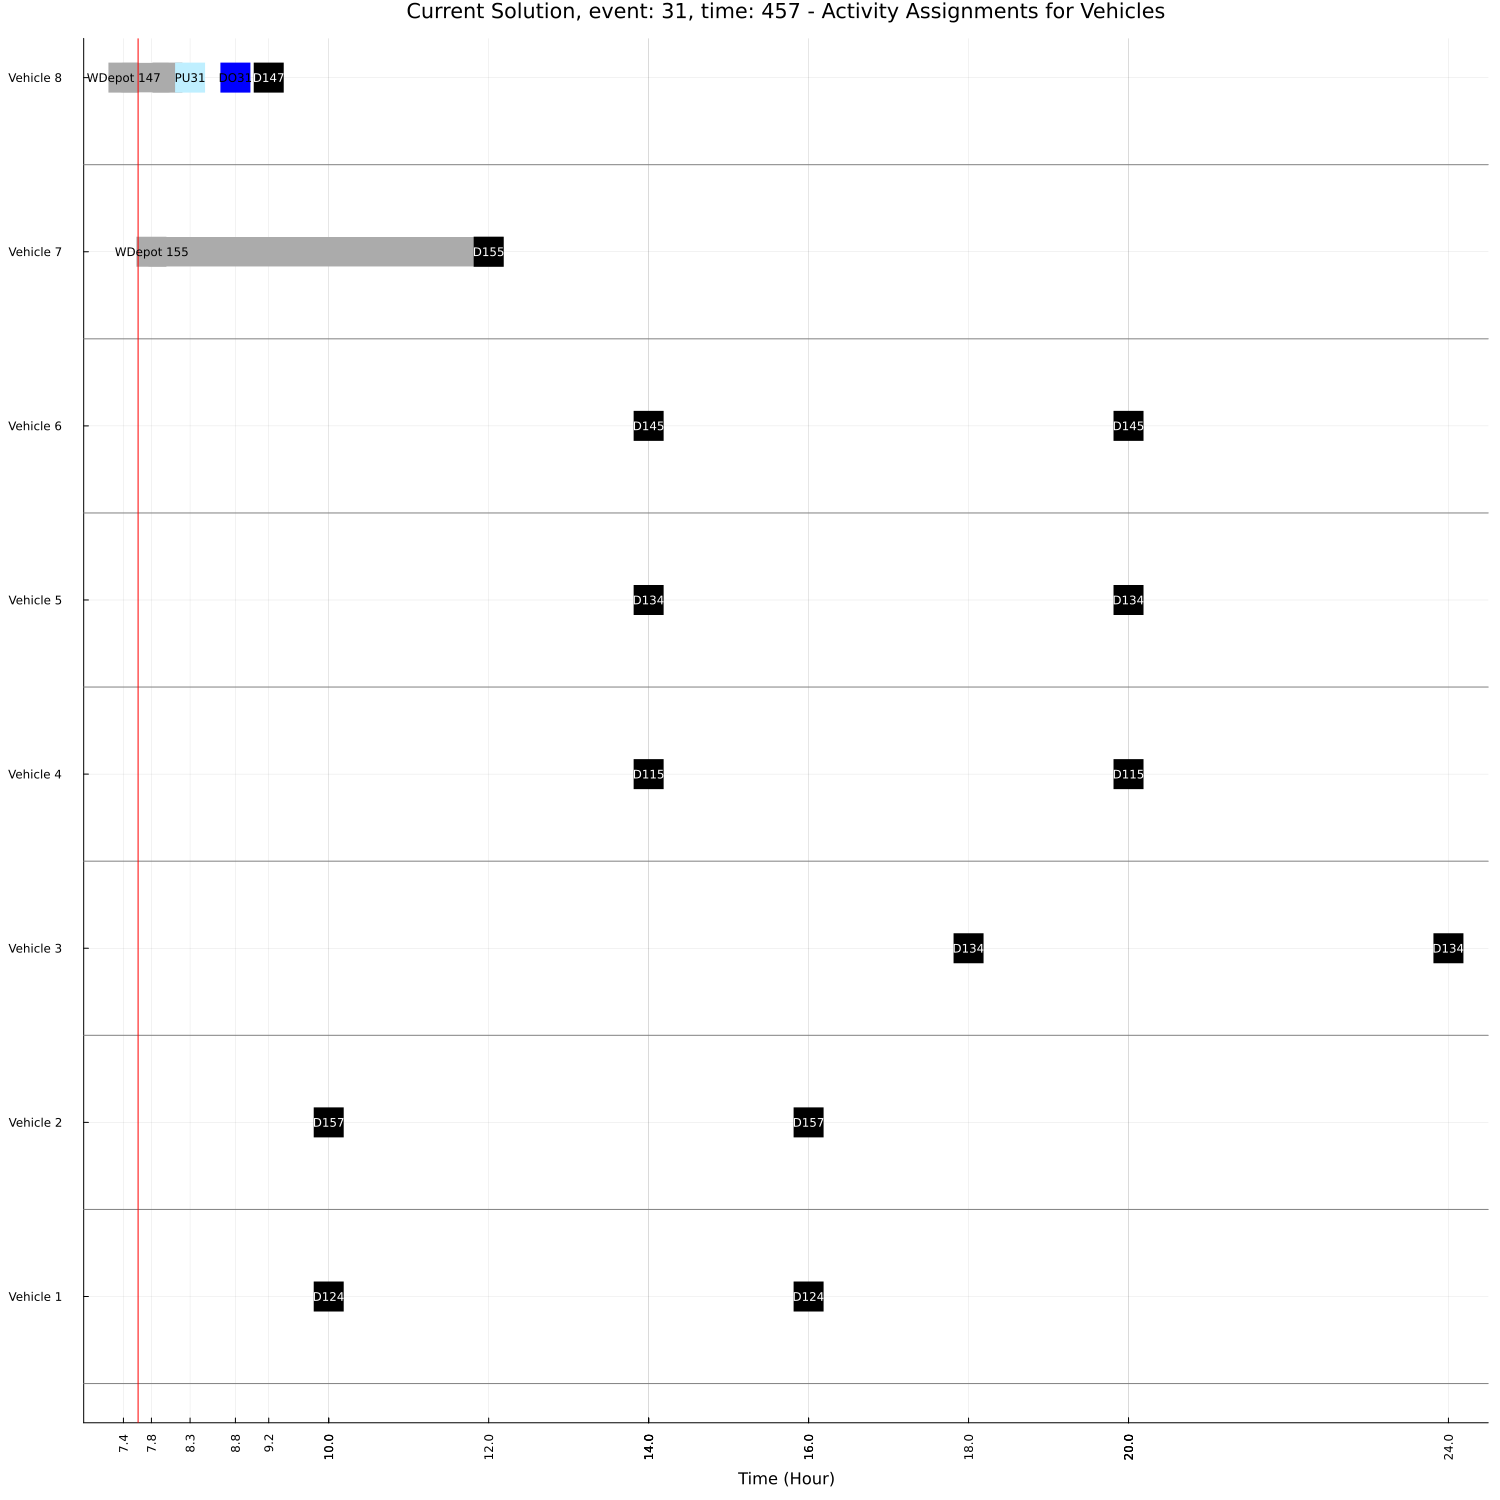 Current Solution, event: 31, time: 457 - Activity Assignments for Vehicles
Vehicle 8
WDepot 147
PU31
DO31
D147
Vehicle 7
WDepot 155
D155
Vehicle 6
D145
D145
Vehicle 5
D134
D134
Vehicle 4
D115
D115
Vehicle 3
D134
D134
Vehicle 2
D157
D157
Vehicle 1
D124
D124
7.4
7.8
8.3
8.8
9.2
10.0
12.0
14.0
16.0
18.0
20.0
24.0
Time (Hour)